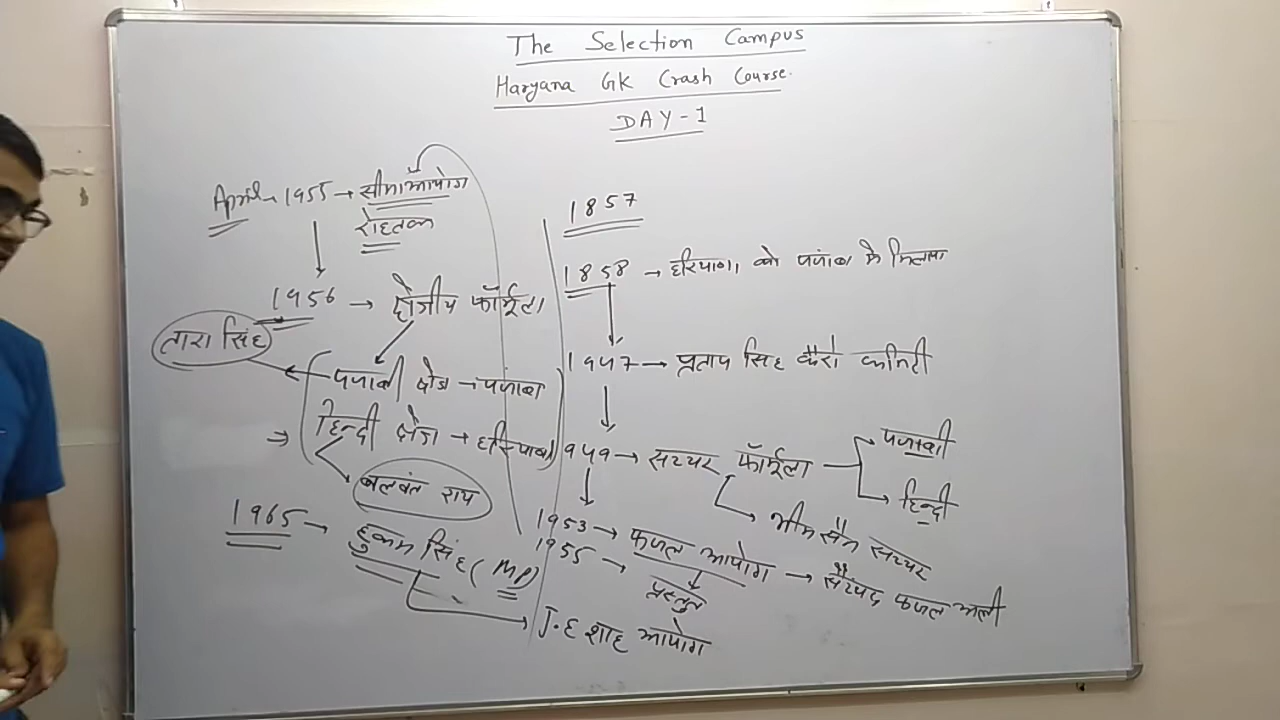 The Selection Campus
Haryana GK Crash Course.
DAY-1
April 1955 → सीमाआयोग
रोहतक
1956 → क्षेत्रीय फॉर्मूला
तारा सिंह
पंजाबी क्षेत्र → पंजाब
⇒ हिन्दी क्षेत्र → हरियाणा
बलवंत राय
1965 → हुकम सिंह (MP)
J.C शाह आयोग
1857
1858 → हरियाणा को पंजाब में मिलाया
1947 → प्रताप सिंह कैरो कमिटी
1949 → सच्चर फॉर्मूला
पंजाबी
हिन्दी
भीम सैन सच्चर
1953 → फजल आयोग → सैय्यद फजल अली
1955 →
प्रस्तुत